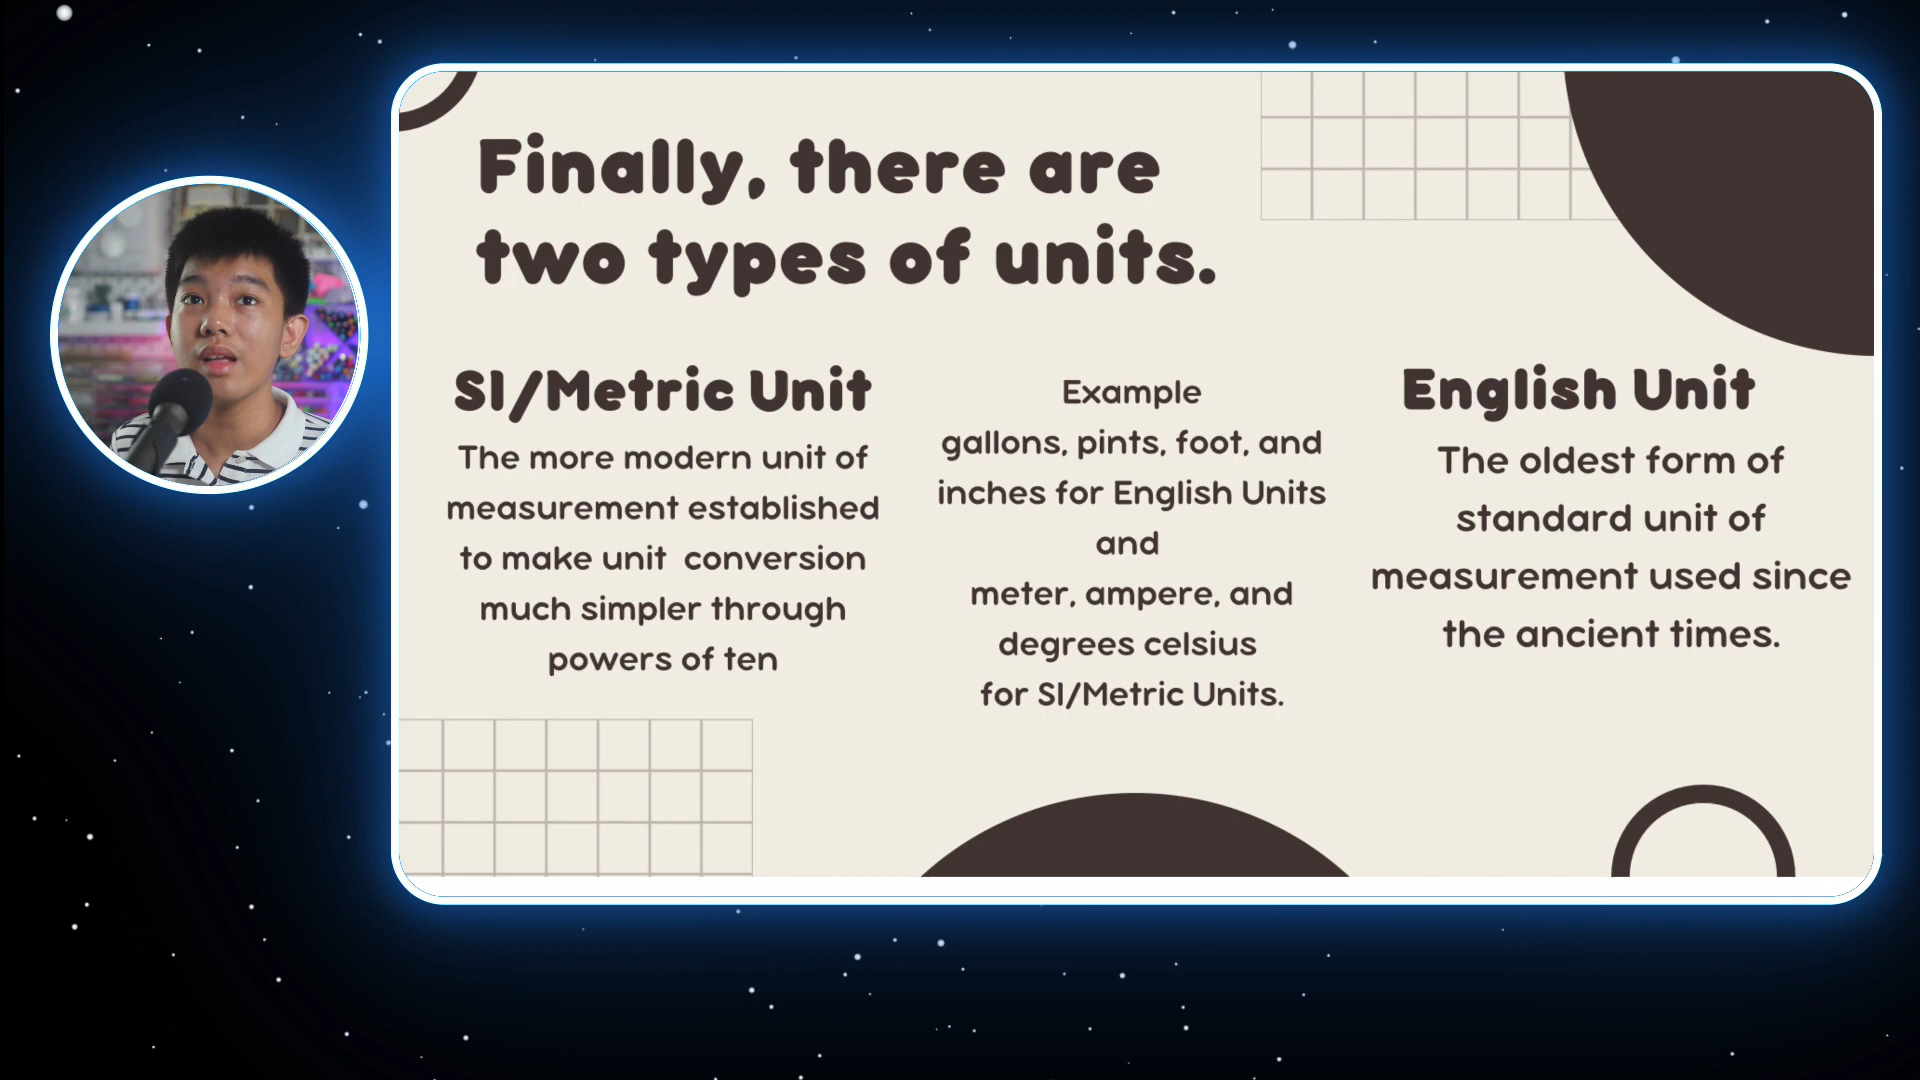 Finally, there are
two types of units.
SI/Metric Unit
The more modern unit of
measurement established
to make unit conversion
much simpler through
powers of ten
Example
gallons, pints, foot, and
inches for English Units
and
meter, ampere, and
degrees celsius
for SI/Metric Units.
English Unit
The oldest form of
standard unit of
measurement used since
the ancient times.